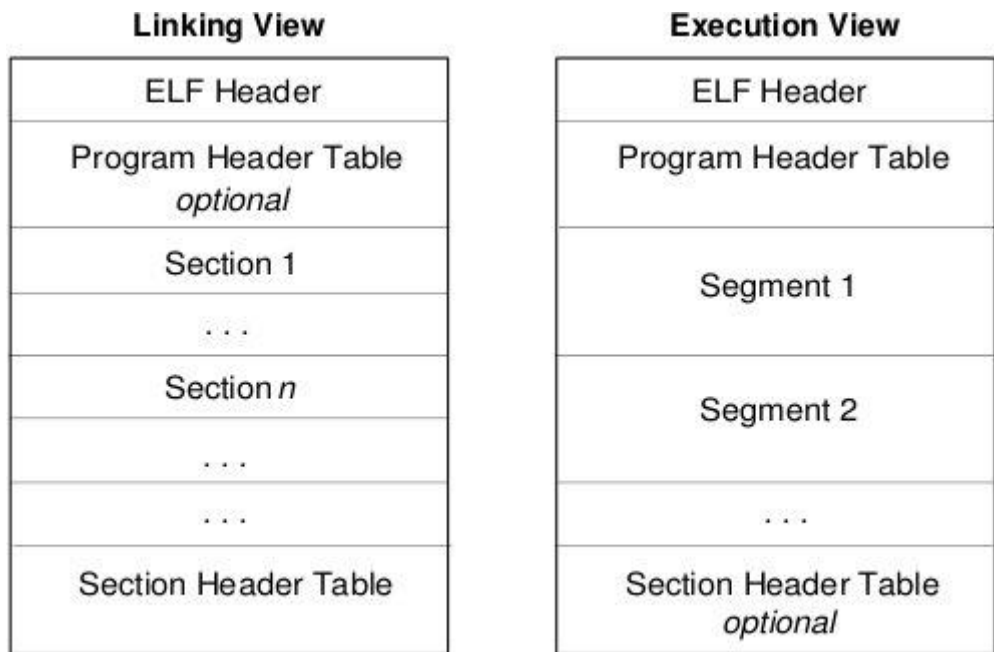 Linking View
ELF Header
Program Header Table
optional
Section 1
. . .
Section n
. . .
. . .
Section Header Table
Execution View
ELF Header
Program Header Table
Segment 1
Segment 2
. . .
Section Header Table
optional